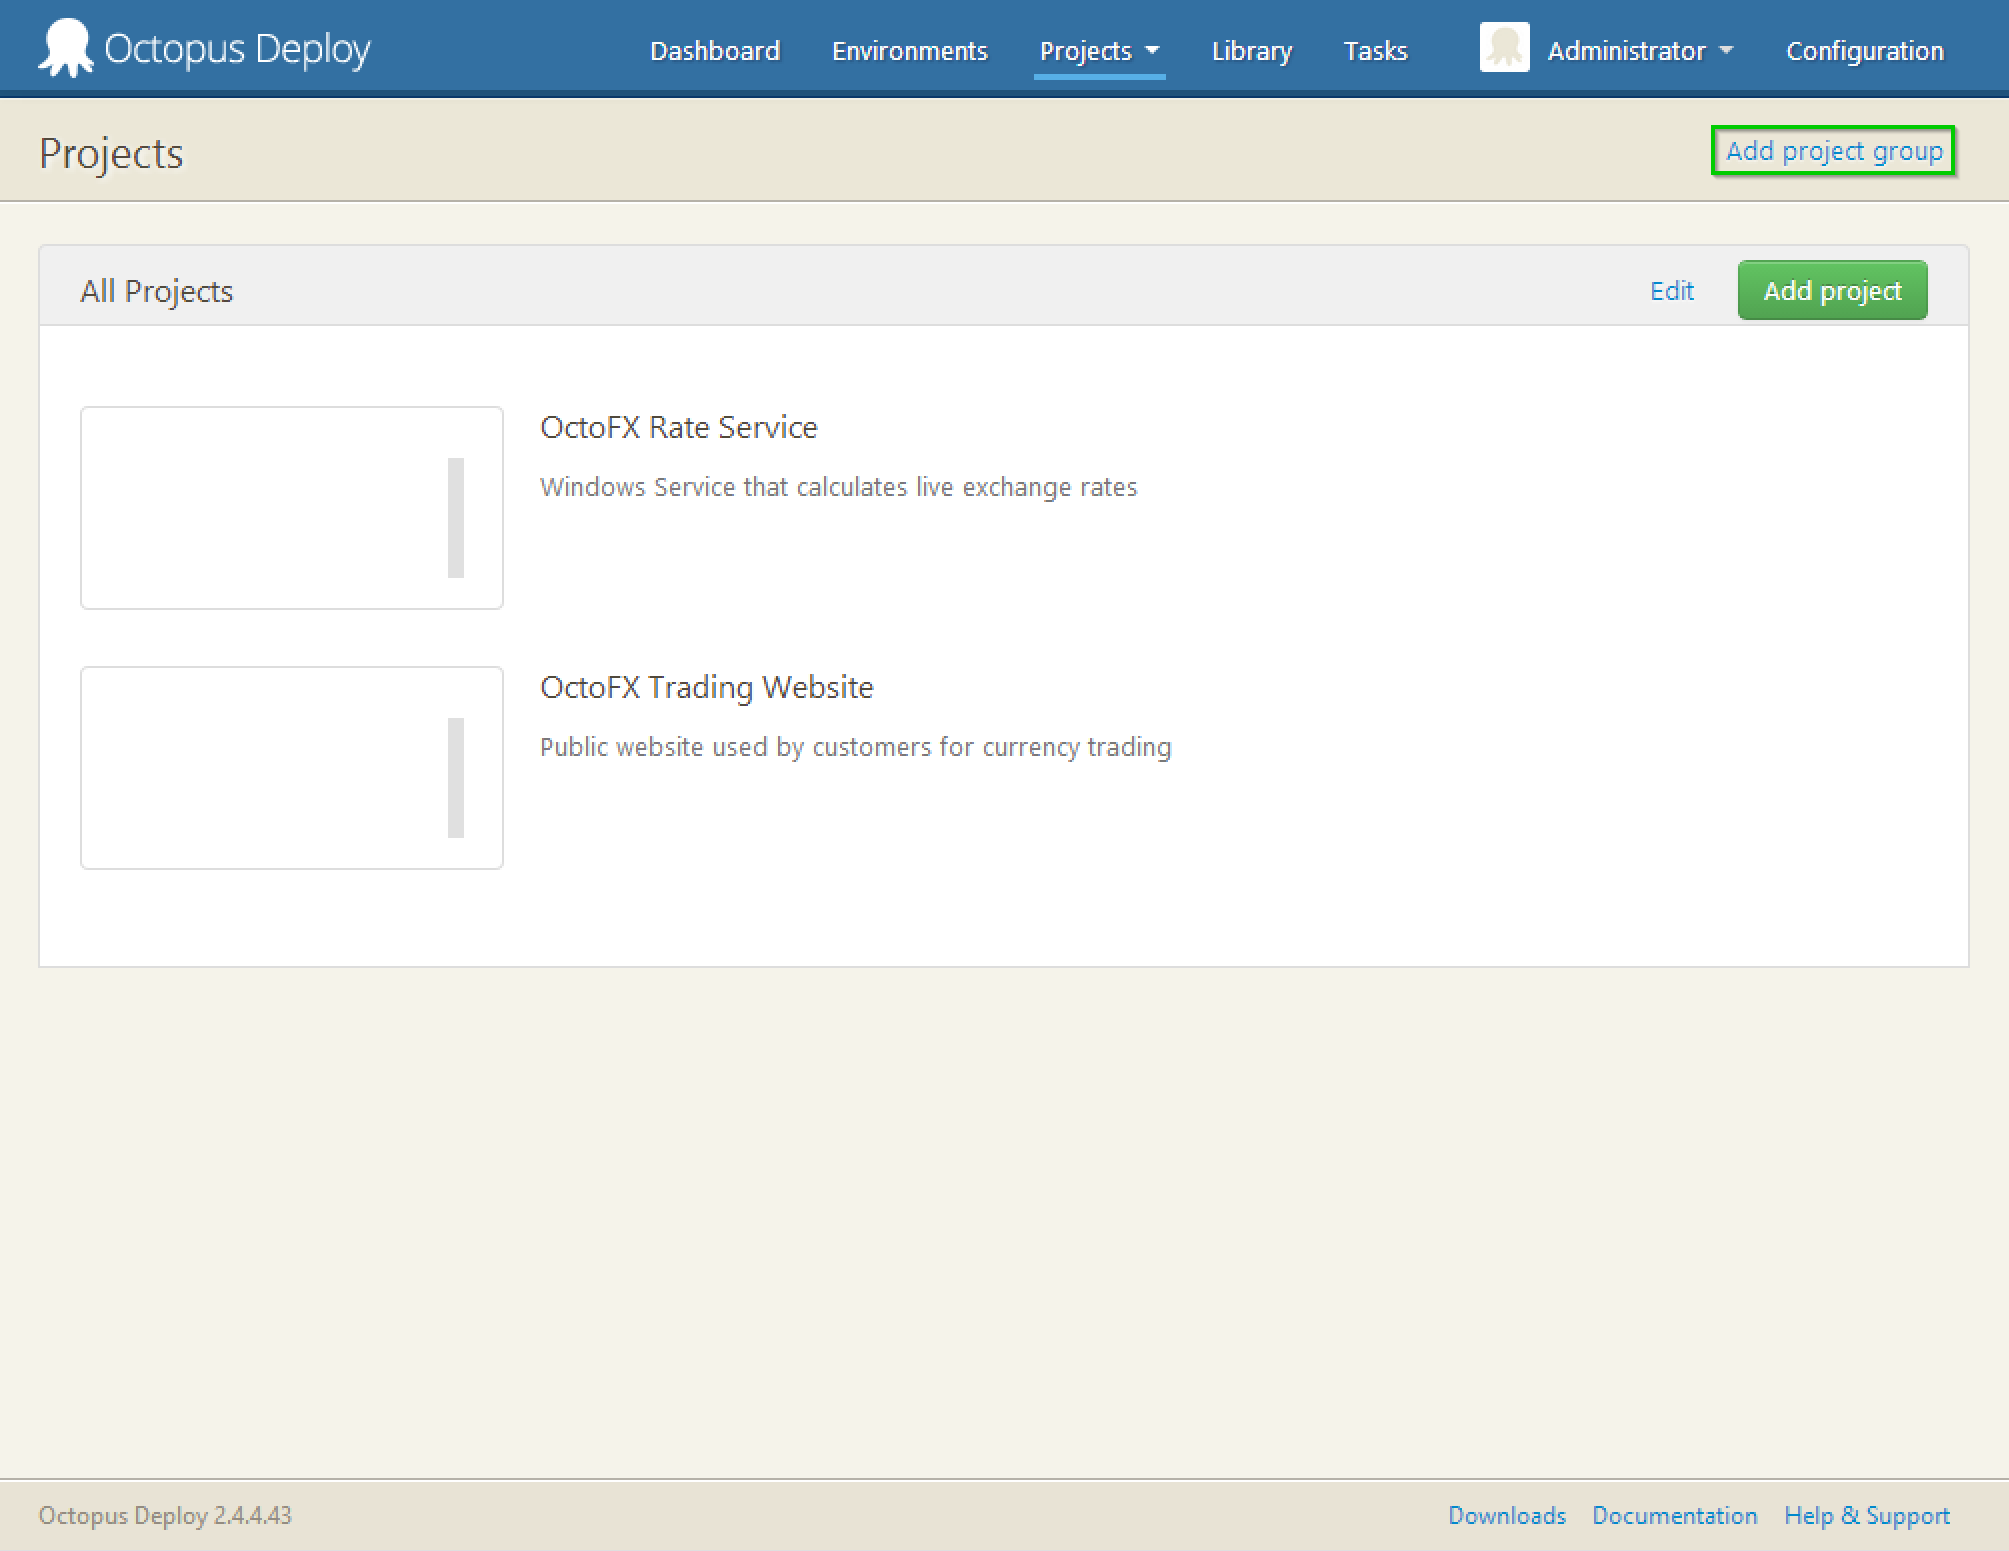 Octopus Deploy Dashboard Environments Projects Library Tasks Administrator Configuration
Projects Add project group
All Projects Edit Add project
OctoFX Rate Service
Windows Service that calculates live exchange rates
OctoFX Trading Website
Public website used by customers for currency trading
Octopus Deploy 2.4.4.43 Downloads Documentation Help & Support